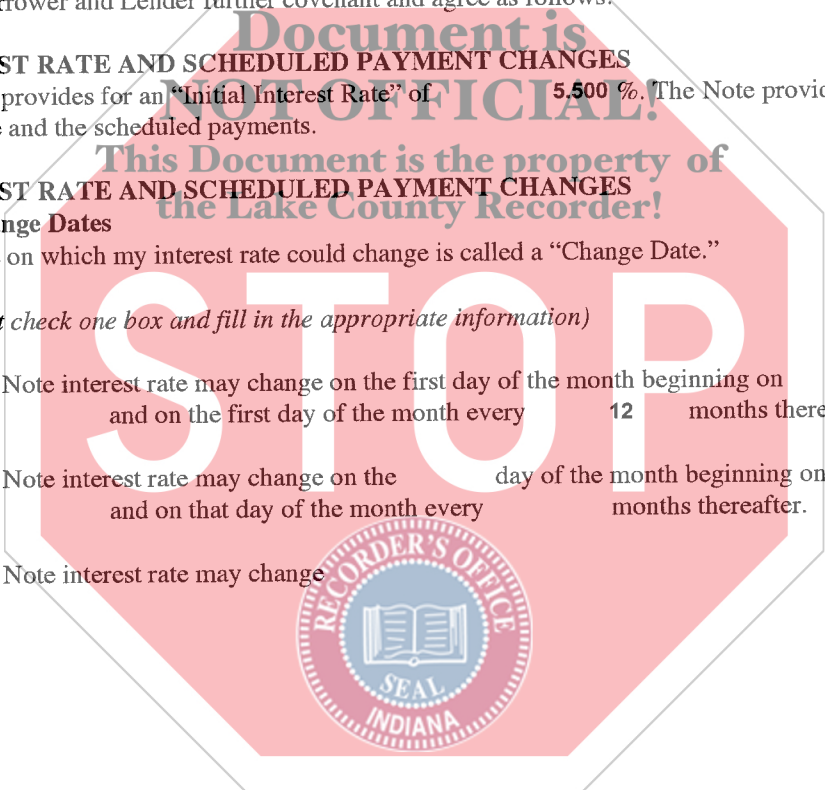 rrower and Lender further covenant and agree as follows:
Document is
ST RATE AND SCHEDULED PAYMENT CHANGES
NOT OFFICIAL!
provides for an “Initial Interest Rate” of 5.500 %. The Note provid
e and the scheduled payments.
This Document is the property of
ST RATE AND SCHEDULED PAYMENT CHANGES
the Lake County Recorder!
nge Dates
on which my interest rate could change is called a “Change Date.”
t check one box and fill in the appropriate information)
STOP
Note interest rate may change on the first day of the month beginning on
and on the first day of the month every 12 months there
Note interest rate may change on the day of the month beginning on
and on that day of the month every months thereafter.
Note interest rate may change
RECORDER'S OFFICE
SEAL
INDIANA